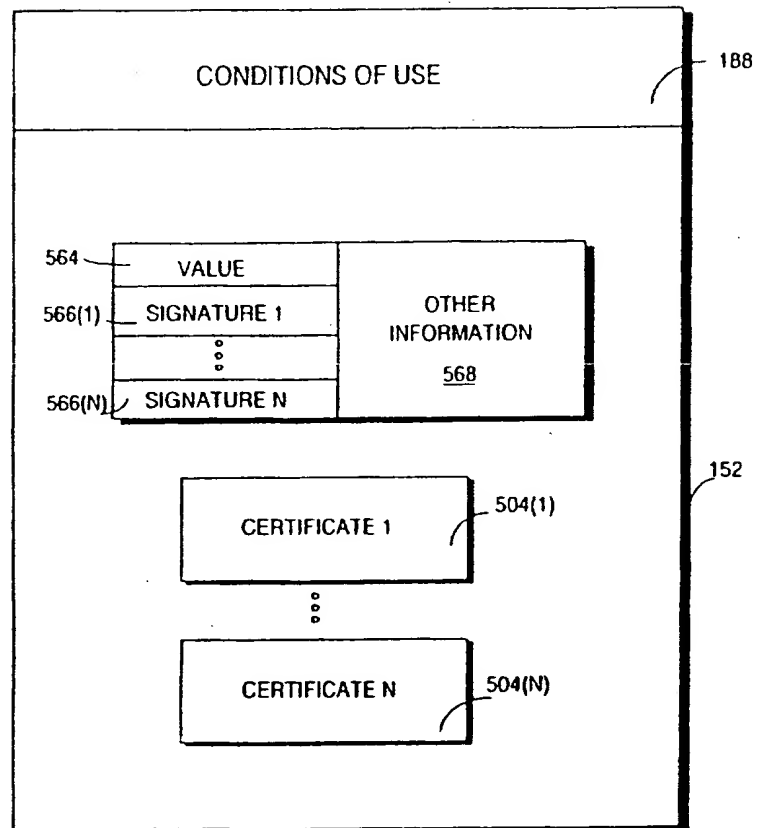 CONDITIONS OF USE
188
564
VALUE
566(1)
SIGNATURE 1
566(N)
SIGNATURE N
OTHER
INFORMATION
568
152
CERTIFICATE 1
504(1)
CERTIFICATE N
504(N)